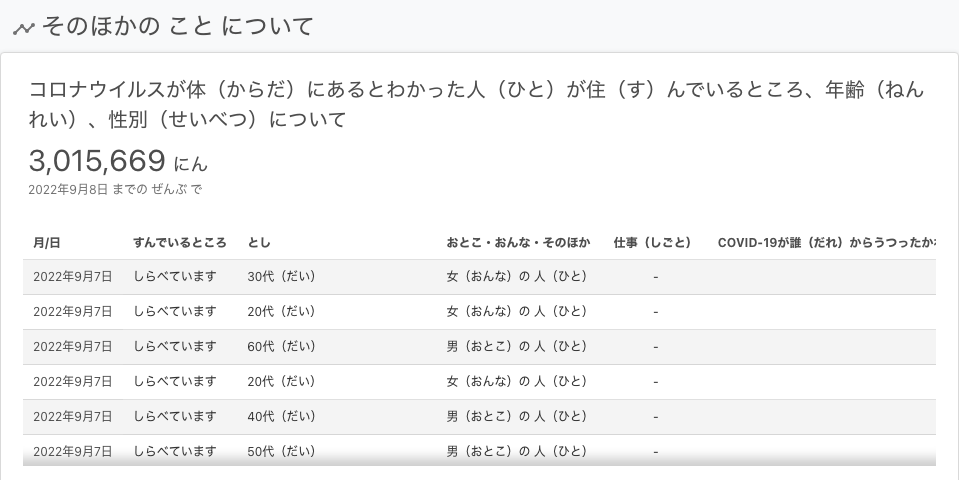 そのほかの こと について
コロナウイルスが体（からだ）にあるとわかった人（ひと）が住（す）んでいるところ、年齢（ねん
れい）、性別（せいべつ）について
3,015,669 にん
2022年9月8日 までの ぜんぶ で
月/日 すんでいるところ とし おとこ・おんな・そのほか 仕事（しごと） COVID-19が誰（だれ）からうつったか
2022年9月7日 しらべています 30代（だい） 女（おんな）の 人（ひと） -
2022年9月7日 しらべています 20代（だい） 女（おんな）の 人（ひと） -
2022年9月7日 しらべています 60代（だい） 男（おとこ）の 人（ひと） -
2022年9月7日 しらべています 20代（だい） 女（おんな）の 人（ひと） -
2022年9月7日 しらべています 40代（だい） 男（おとこ）の 人（ひと） -
2022年9月7日 しらべています 50代（だい） 男（おとこ）の 人（ひと） -